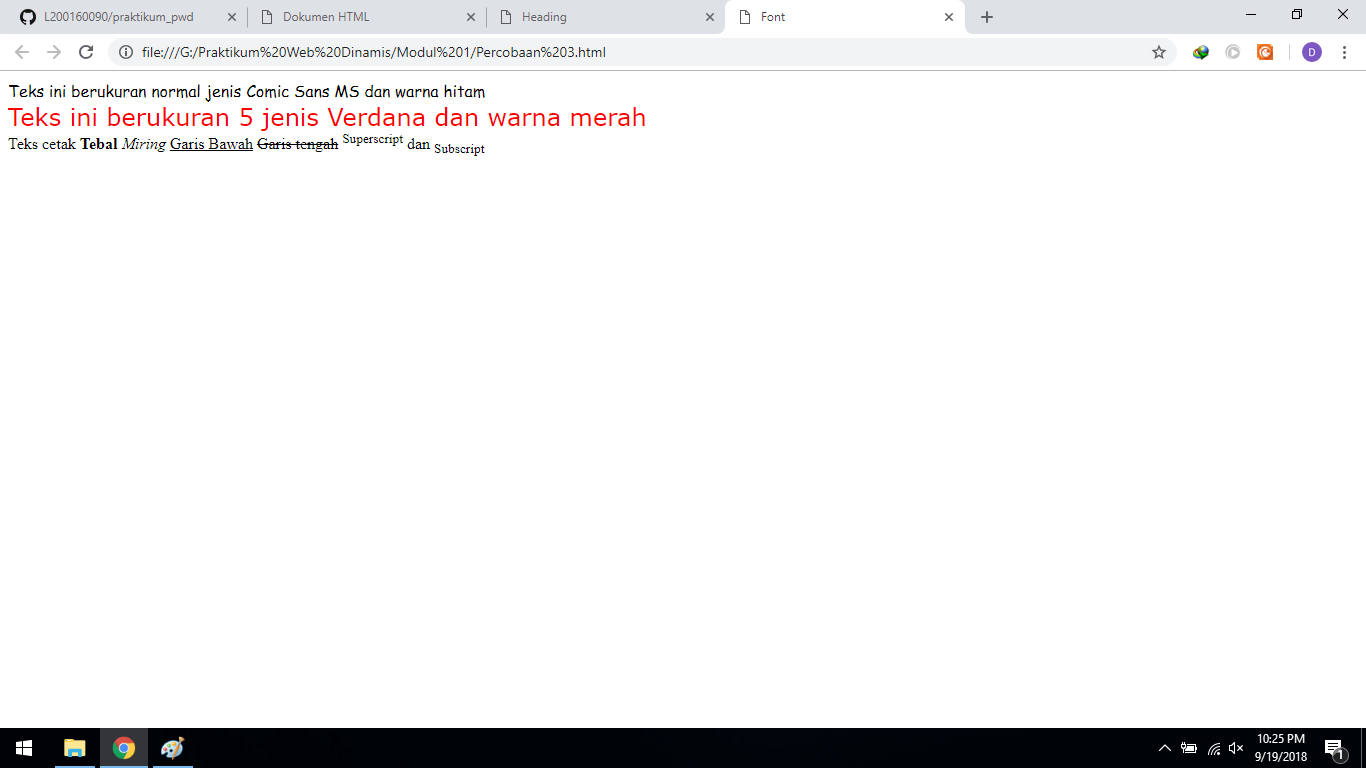 L200160090/praktikum_pwd
Dokumen HTML
Heading
Font
file:///G:/Praktikum%20Web%20Dinamis/Modul%201/Percobaan%203.html
D
Teks ini berukuran normal jenis Comic Sans MS dan warna hitam
Teks ini berukuran 5 jenis Verdana dan warna merah
Teks cetak Tebal Miring Garis Bawah Garis tengah Superscript dan Subscript
10:25 PM
9/19/2018
1